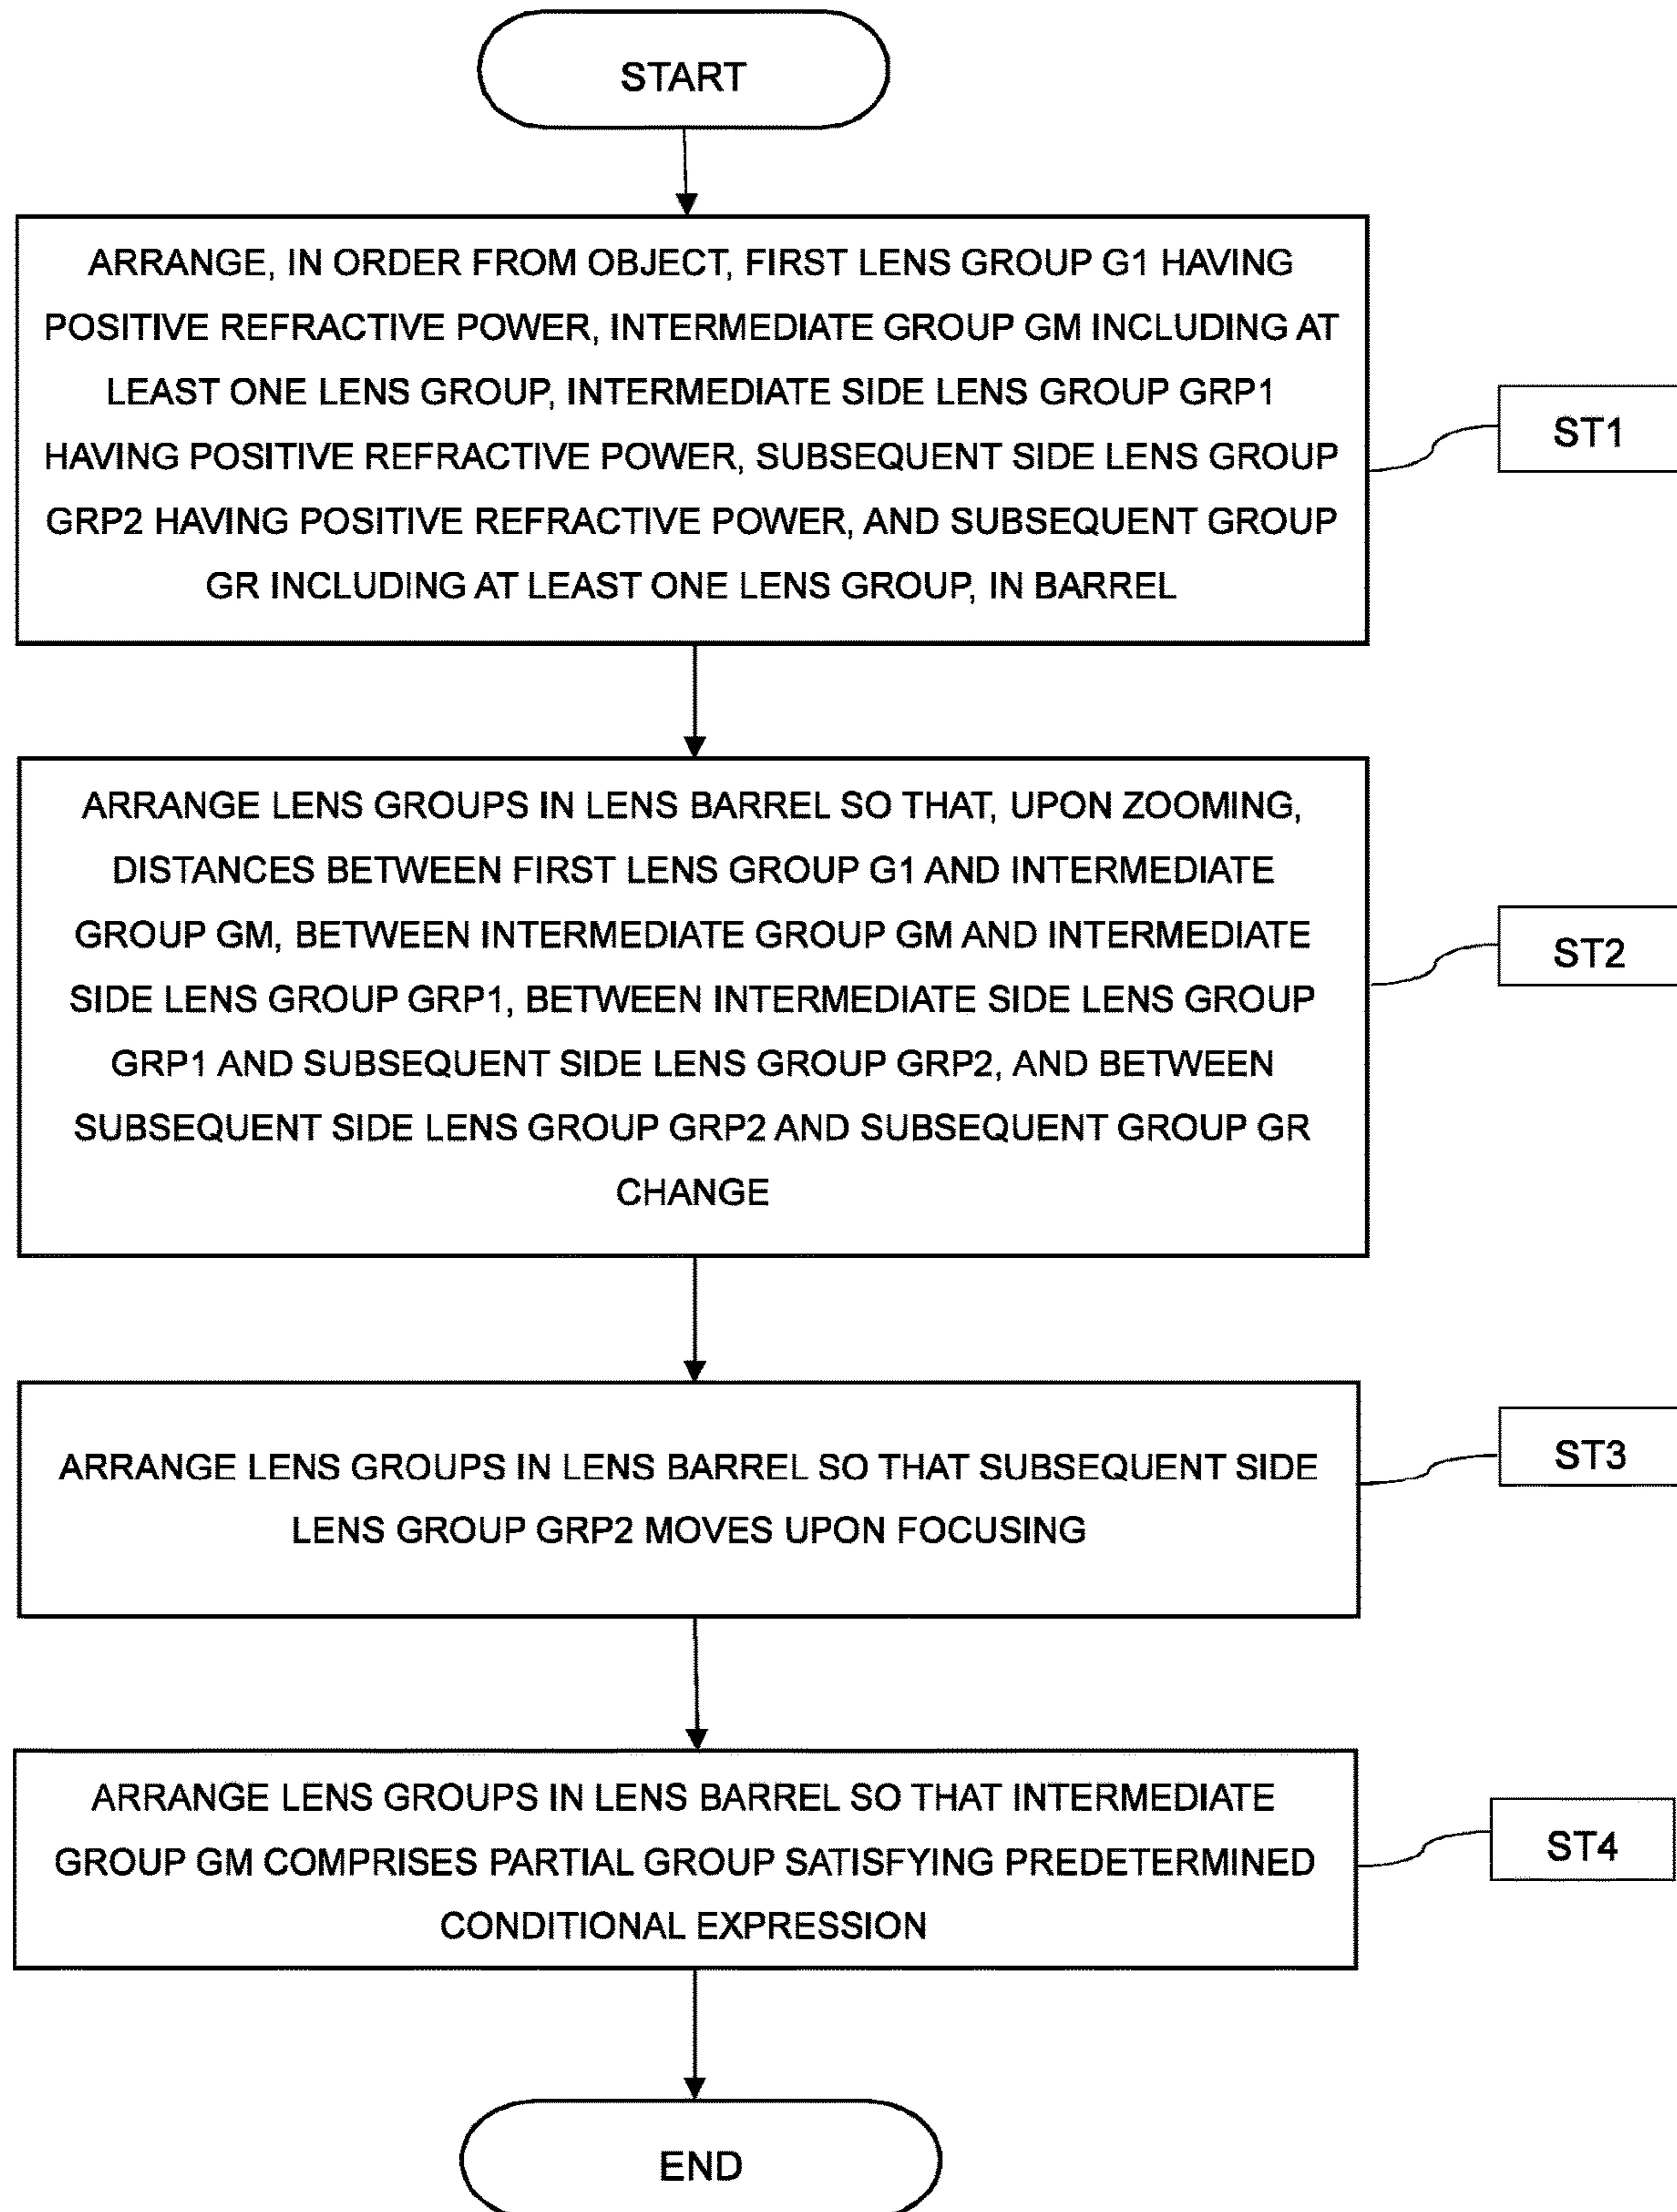 START
ARRANGE, IN ORDER FROM OBJECT, FIRST LENS GROUP G1 HAVING
POSITIVE REFRACTIVE POWER, INTERMEDIATE GROUP GM INCLUDING AT
LEAST ONE LENS GROUP, INTERMEDIATE SIDE LENS GROUP GRP1
HAVING POSITIVE REFRACTIVE POWER, SUBSEQUENT SIDE LENS GROUP
GRP2 HAVING POSITIVE REFRACTIVE POWER, AND SUBSEQUENT GROUP
GR INCLUDING AT LEAST ONE LENS GROUP, IN BARREL
ST1
ARRANGE LENS GROUPS IN LENS BARREL SO THAT, UPON ZOOMING,
DISTANCES BETWEEN FIRST LENS GROUP G1 AND INTERMEDIATE
GROUP GM, BETWEEN INTERMEDIATE GROUP GM AND INTERMEDIATE
SIDE LENS GROUP GRP1, BETWEEN INTERMEDIATE SIDE LENS GROUP
GRP1 AND SUBSEQUENT SIDE LENS GROUP GRP2, AND BETWEEN
SUBSEQUENT SIDE LENS GROUP GRP2 AND SUBSEQUENT GROUP GR
CHANGE
ST2
ARRANGE LENS GROUPS IN LENS BARREL SO THAT SUBSEQUENT SIDE
LENS GROUP GRP2 MOVES UPON FOCUSING
ST3
ARRANGE LENS GROUPS IN LENS BARREL SO THAT INTERMEDIATE
GROUP GM COMPRISES PARTIAL GROUP SATISFYING PREDETERMINED
CONDITIONAL EXPRESSION
ST4
END